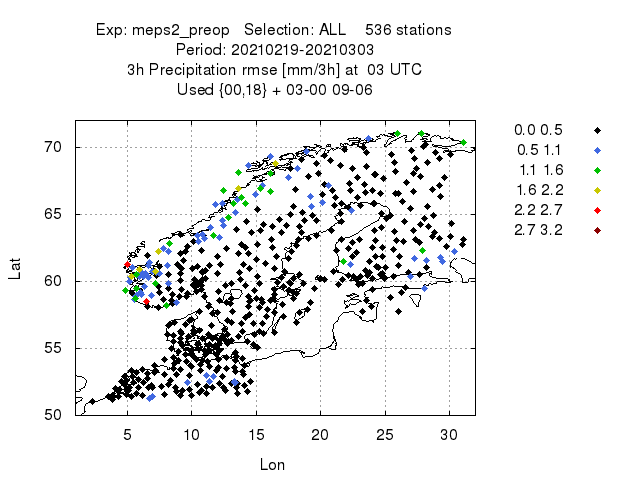 Exp: meps2_preop   Selection: ALL    536 stations
Period: 20210219-20210303
3h Precipitation rmse [mm/3h] at  03 UTC
Used {00,18} + 03-00 09-06
0.0 0.5
0.5 1.1
1.1 1.6
1.6 2.2
2.2 2.7
2.7 3.2
70
65
60
55
50
Lat
5 10 15 20 25 30
Lon